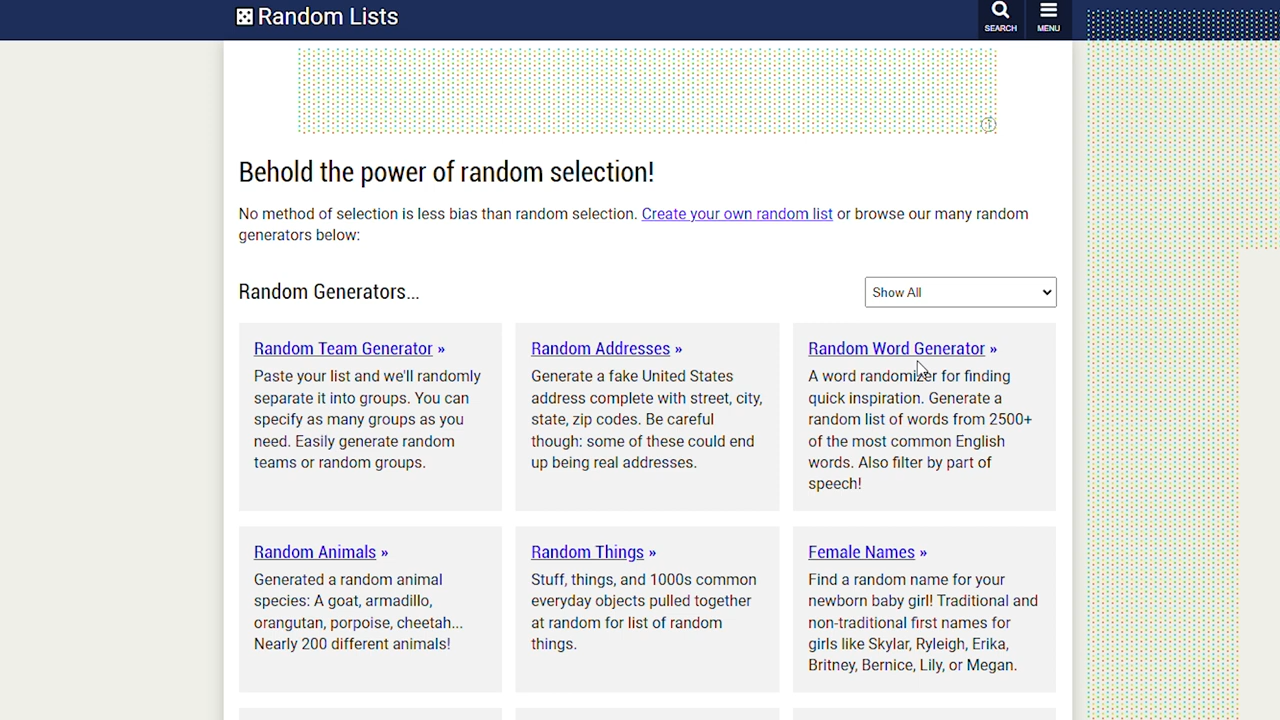 Random Lists
SEARCH
MENU
Behold the power of random selection!
No method of selection is less bias than random selection. Create your own random list or browse our many random
generators below:
Random Generators...
Show All
Random Team Generator »
Paste your list and we'll randomly
separate it into groups. You can
specify as many groups as you
need. Easily generate random
teams or random groups.
Random Addresses »
Generate a fake United States
address complete with street, city,
state, zip codes. Be careful
though: some of these could end
up being real addresses.
Random Word Generator »
A word randomizer for finding
quick inspiration. Generate a
random list of words from 2500+
of the most common English
words. Also filter by part of
speech!
Random Animals »
Generated a random animal
species: A goat, armadillo,
orangutan, porpoise, cheetah...
Nearly 200 different animals!
Random Things »
Stuff, things, and 1000s common
everyday objects pulled together
at random for list of random
things.
Female Names »
Find a random name for your
newborn baby girl! Traditional and
non-traditional first names for
girls like Skylar, Ryleigh, Erika,
Britney, Bernice, Lily, or Megan.